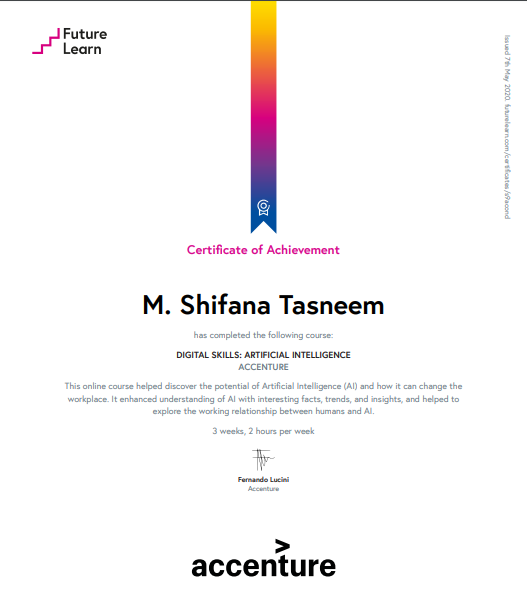 Future
Learn
Issued 7th May 2020. futurelearn.com/certificates/
Certificate of Achievement
M. Shifana Tasneem
has completed the following course:
DIGITAL SKILLS: ARTIFICIAL INTELLIGENCE
ACCENTURE
This online course helped discover the potential of Artificial Intelligence (AI) and how it can change the
workplace. It enhanced understanding of AI with interesting facts, trends, and insights, and helped to
explore the working relationship between humans and AI.
3 weeks, 2 hours per week
Fernando Lucini
Accenture
accenture